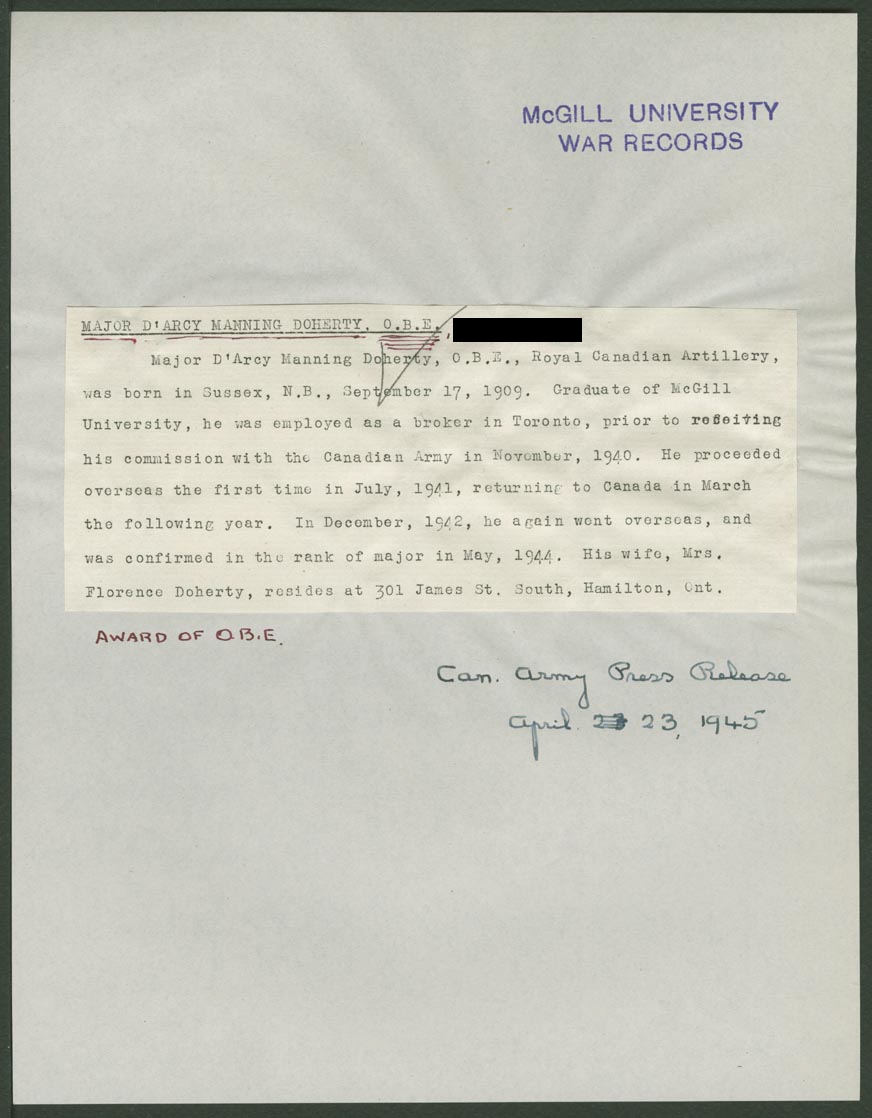 McGILL UNIVERSITY
WAR RECORDS
MAJOR D'ARCY MANNING DOHERTY, O.B.E.,
Major D'Arcy Manning Doherty, O.B.E., Royal Canadian Artillery,
was born in Sussex, N.B., September 17, 1909. Graduate of McGill
University, he was employed as a broker in Toronto, prior to
his commission with the Canadian Army in November, 1940. He proceeded
overseas the first time in July, 1941, returning to Canada in March
the following year. In December, 1942, he again went overseas, and
was confirmed in the rank of major in May, 1944. His wife, Mrs.
Florence Doherty, resides at 301 James St. South, Hamilton, Ont.
AWARD OF O.B.E.
Can. Army Press Release
April 23, 1945